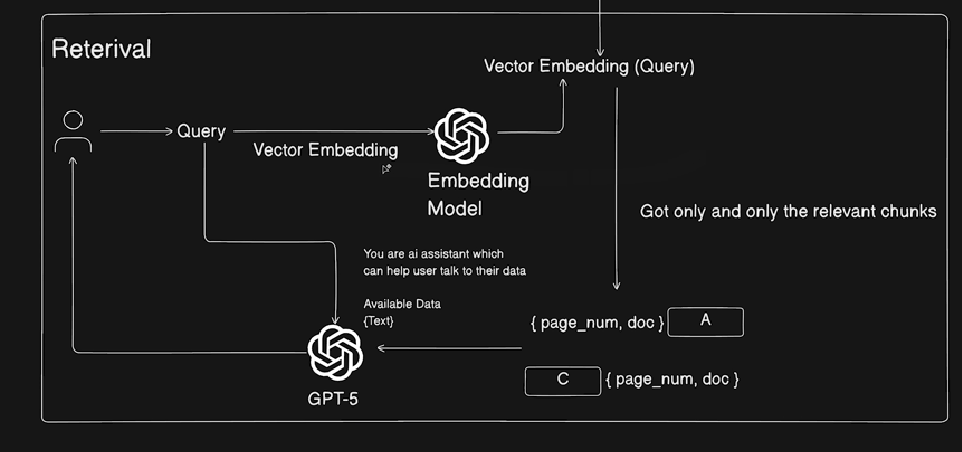 Reterival
Vector Embedding (Query)
Query
Vector Embedding
Embedding
Model
Got only and only the relevant chunks
You are ai assistant which
can help user talk to their data
Available Data
{Text}
{ page_num, doc } A
C { page_num, doc }
GPT-5